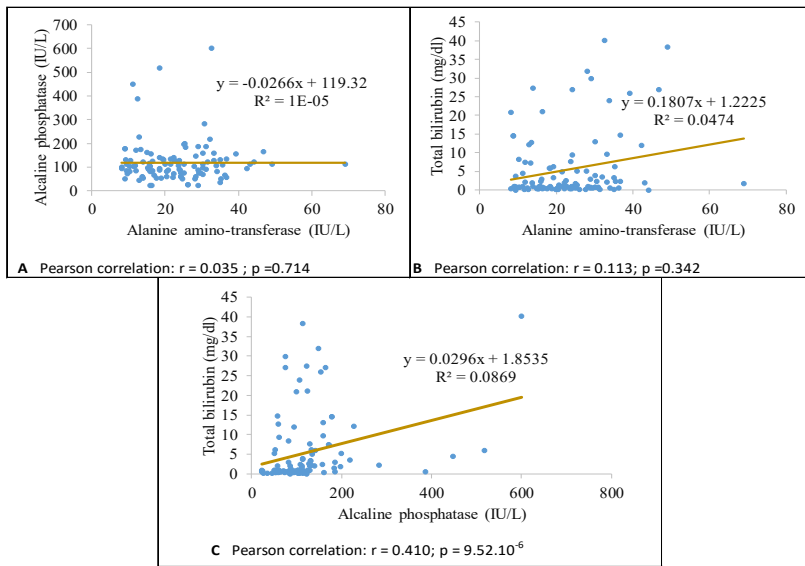 700
600
500
400
300
200
100
0
Alcaline phosphatase (IU/L)
y = -0.0266x + 119.32
R² = 1E-05
0 20 40 60 80
Alanine amino-transferase (IU/L)
A Pearson correlation: r = 0.035 ; p =0.714
45
40
35
30
25
20
15
10
5
0
Total bilirubin (mg/dl)
y = 0.1807x + 1.2225
R² = 0.0474
0 20 40 60 80
Alanine amino-transferase (IU/L)
B Pearson correlation: r = 0.113; p =0.342
45
40
35
30
25
20
15
10
5
0
Total bilirubin (mg/dl)
y = 0.0296x + 1.8535
R² = 0.0869
0 200 400 600 800
Alcaline phosphatase (IU/L)
C Pearson correlation: r = 0.410; p = 9.52.10⁻⁶